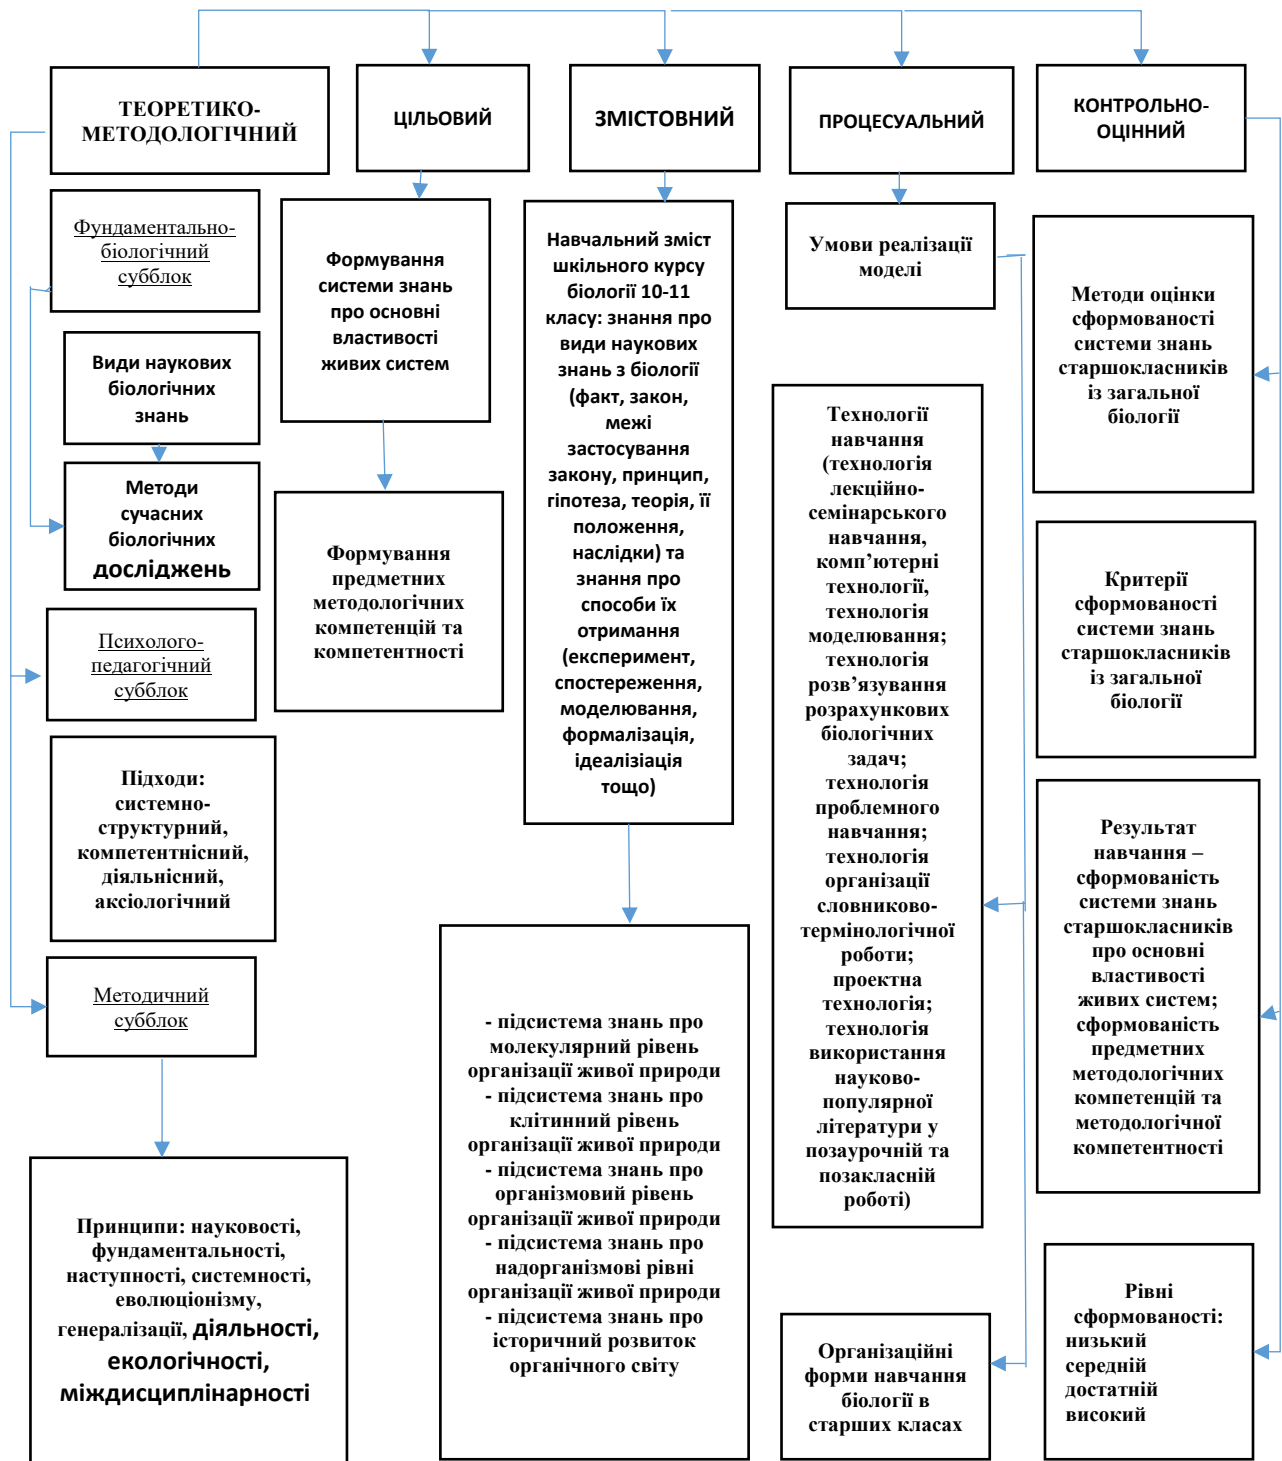 ТЕОРЕТИКО-
МЕТОДОЛОГІЧНИЙ
ЦІЛЬОВИЙ
ЗМІСТОВНИЙ
ПРОЦЕСУАЛЬНИЙ
КОНТРОЛЬНО-
ОЦІННИЙ
Фундаментально-
біологічний
субблок
Види наукових
біологічних
знань
Методи
сучасних
біологічних
досліджень
Психолого-
педагогічний
субблок
Підходи:
системно-
структурний,
компетентнісний,
діяльнісний,
аксіологічний
Методичний
субблок
Принципи: науковості,
фундаментальності,
наступності, системності,
еволюціонізму,
генералізації, діяльності,
екологічності,
міждисциплінарності
Формування
системи знань
про основні
властивості
живих систем
Формування
предметних
методологічних
компетенцій та
компетентності
Навчальний зміст
шкільного курсу
біології 10-11
класу: знання про
види наукових
знань з біології
(факт, закон,
межі
застосування
закону, принцип,
гіпотеза, теорія, її
положення,
наслідки) та
знання про
способи їх
отримання
(експеримент,
спостереження,
моделювання,
формалізація,
ідеалізіація
тощо)
- підсистема знань про
молекулярний рівень
організації живої природи
- підсистема знань про
клітинний рівень
організації живої природи
- підсистема знань про
організмовий рівень
організації живої природи
- підсистема знань про
надорганізмові рівні
організації живої природи
- підсистема знань про
історичний розвиток
органічного світу
Умови реалізації
моделі
Технології
навчання
(технологія
лекційно-
семінарського
навчання,
комп’ютерні
технології,
технологія
моделювання;
технологія
розв’язування
розрахункових
біологічних
задач;
технологія
проблемного
навчання;
технологія
організації
словниково-
термінологічної
роботи;
проектна
технологія;
технологія
використання
науково-
популярної
літератури у
позаурочній та
позакласній
роботі)
Організаційні
форми навчання
біології в
старших класах
Методи оцінки
сформованості
системи знань
старшокласників
із загальної
біології
Критерії
сформованості
системи знань
старшокласників
із загальної
біології
Результат
навчання –
сформованість
системи знань
старшокласників
про основні
властивості
живих систем;
сформованість
предметних
методологічних
компетенцій та
методологічної
компетентності
Рівні
сформованості:
низький
середній
достатній
високий